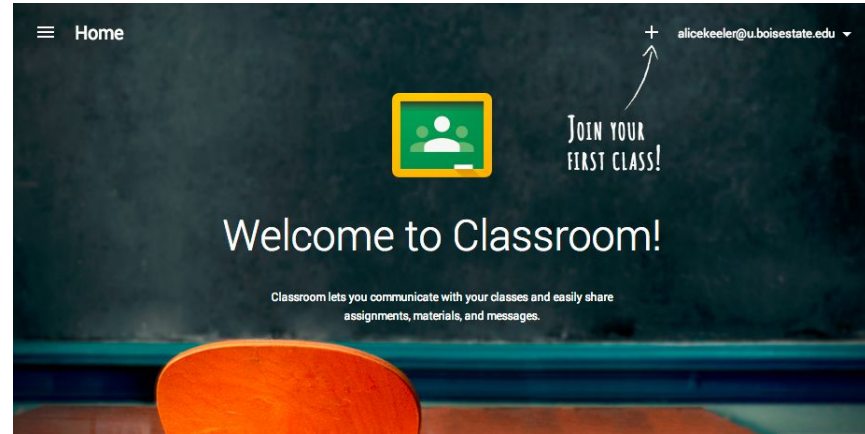 Home
alicekeeler@u.boisestate.edu
JOIN YOUR
FIRST CLASS!
Welcome to Classroom!
Classroom lets you communicate with your classes and easily share
assignments, materials, and messages.